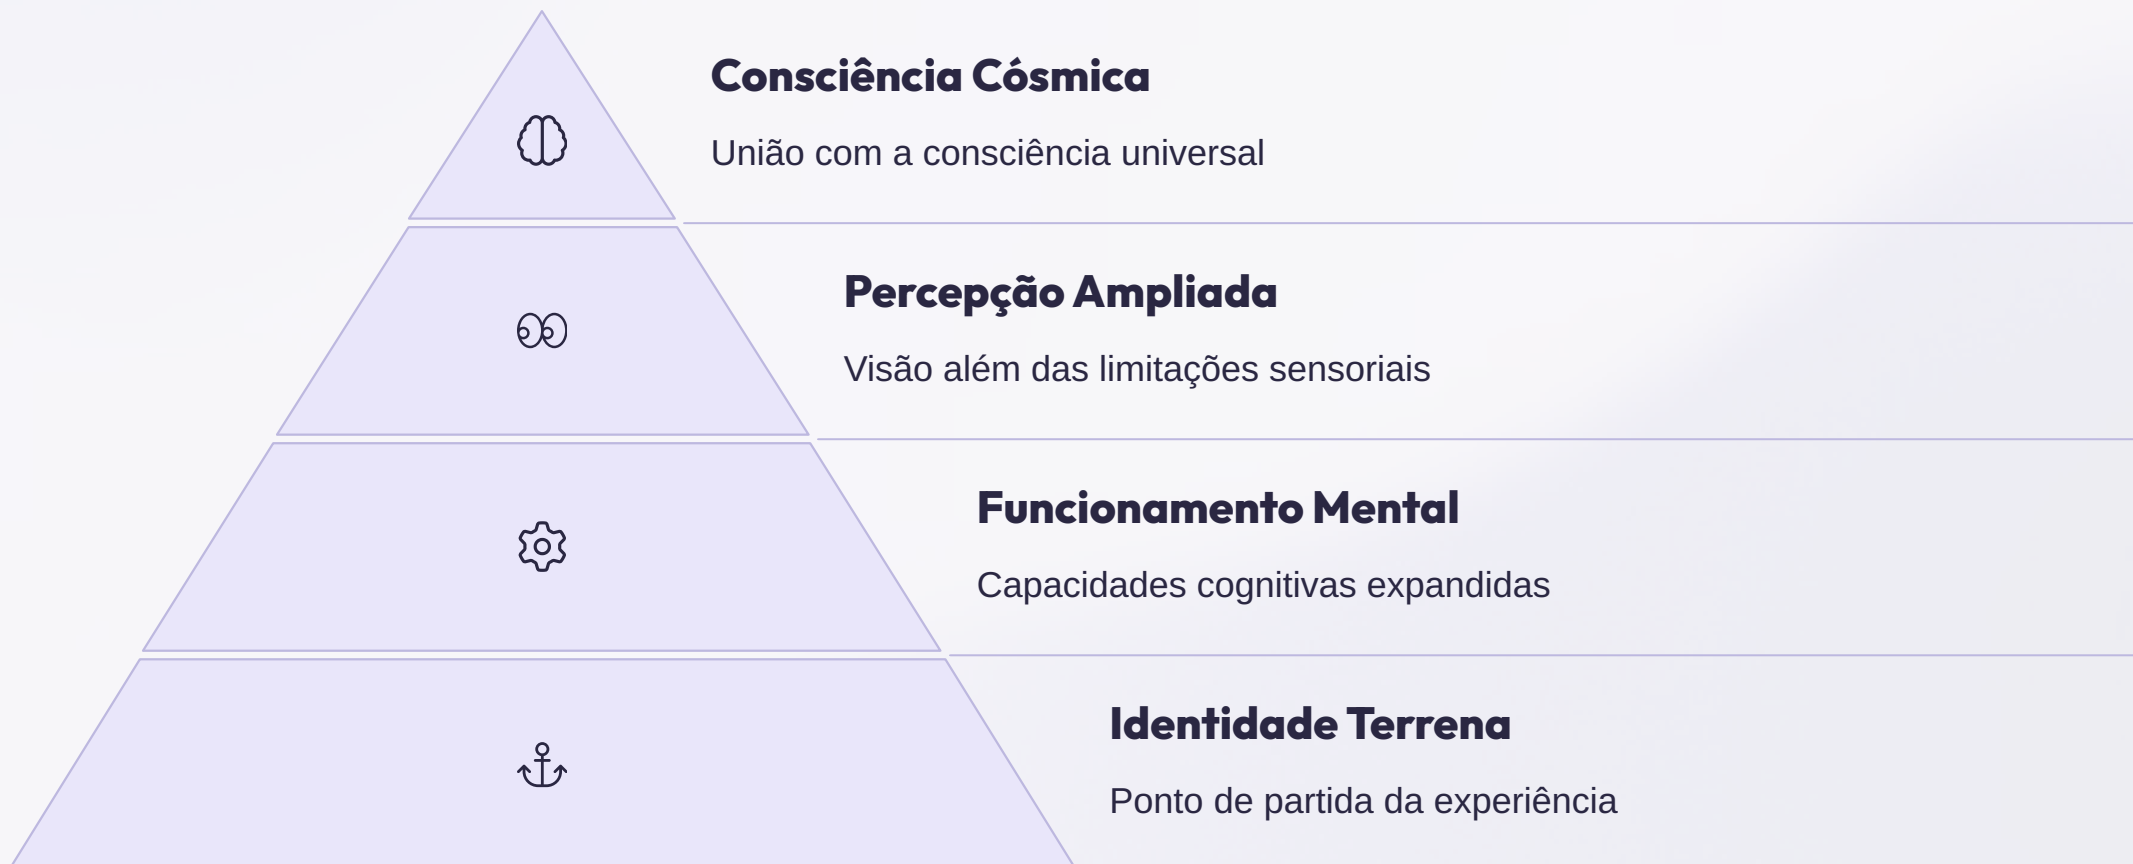 Consciência Cósmica
União com a consciência universal
Percepção Ampliada
Visão além das limitações sensoriais
Funcionamento Mental
Capacidades cognitivas expandidas
Identidade Terrena
Ponto de partida da experiência